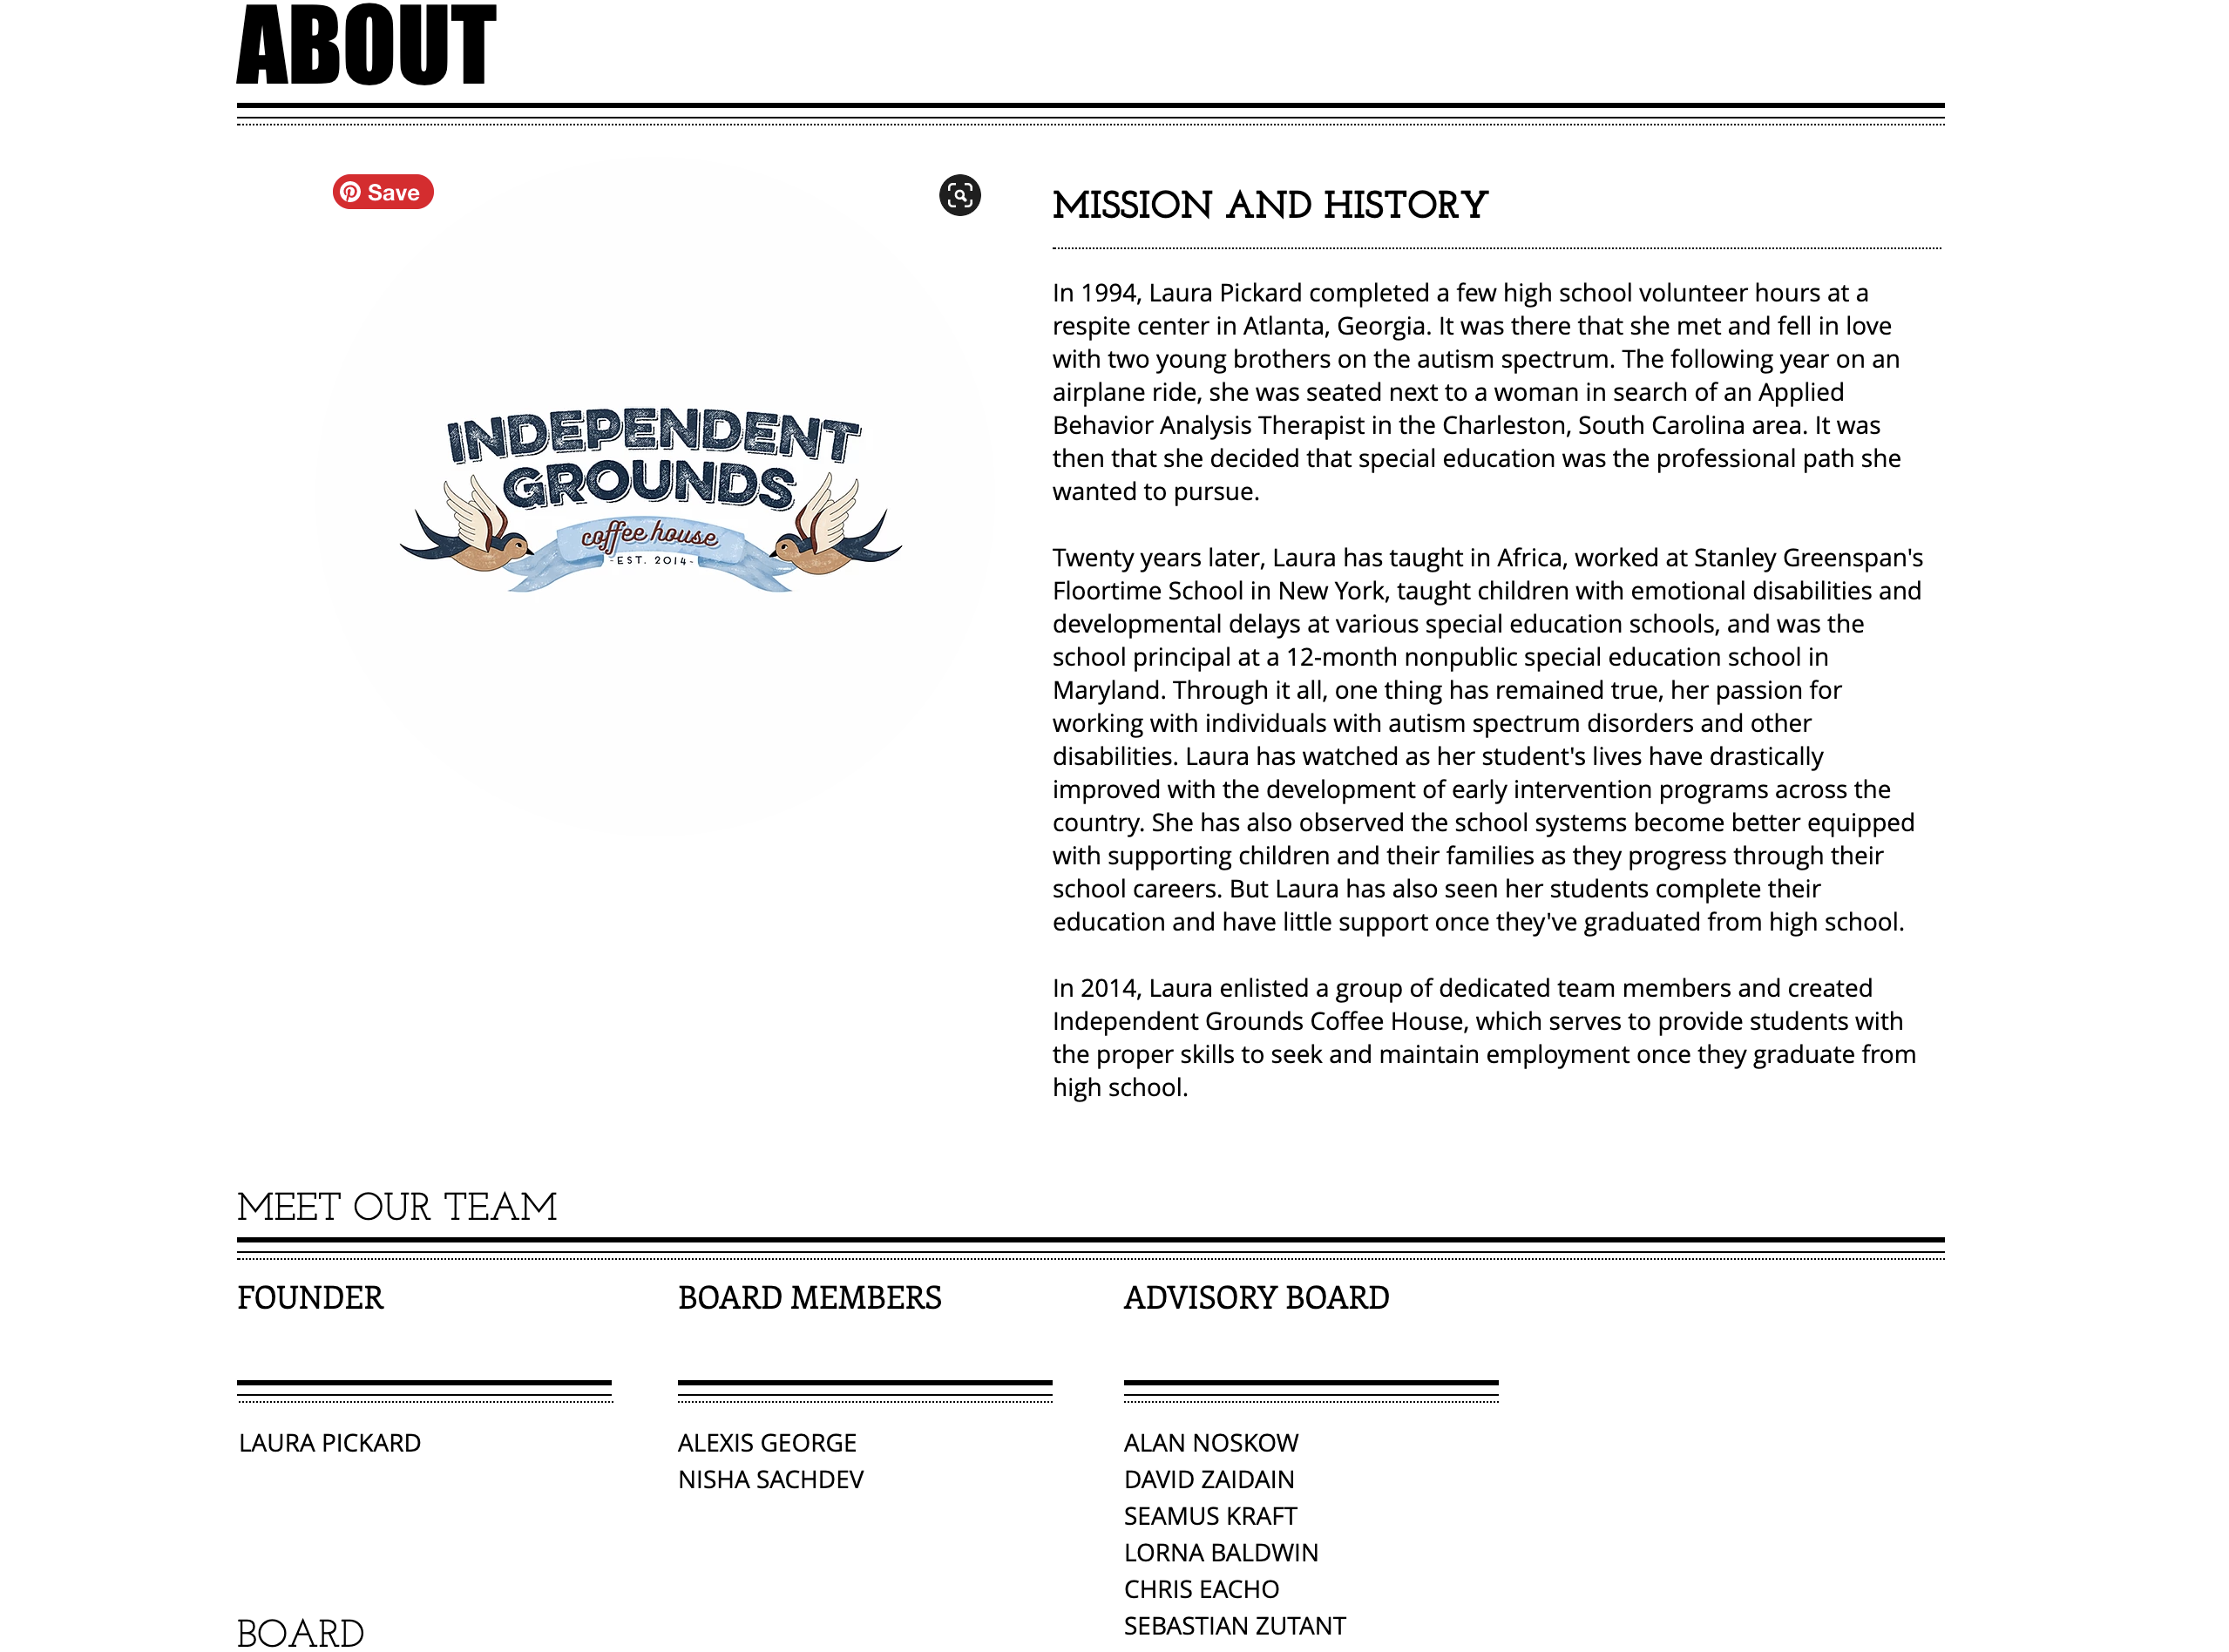 ABOUT
Save
INDEPENDENT
GROUNDS
coffee house
-EST. 2014-
MISSION AND HISTORY
In 1994, Laura Pickard completed a few high school volunteer hours at a
respite center in Atlanta, Georgia. It was there that she met and fell in love
with two young brothers on the autism spectrum. The following year on an
airplane ride, she was seated next to a woman in search of an Applied
Behavior Analysis Therapist in the Charleston, South Carolina area. It was
then that she decided that special education was the professional path she
wanted to pursue.
Twenty years later, Laura has taught in Africa, worked at Stanley Greenspan's
Floortime School in New York, taught children with emotional disabilities and
developmental delays at various special education schools, and was the
school principal at a 12-month nonpublic special education school in
Maryland. Through it all, one thing has remained true, her passion for
working with individuals with autism spectrum disorders and other
disabilities. Laura has watched as her student's lives have drastically
improved with the development of early intervention programs across the
country. She has also observed the school systems become better equipped
with supporting children and their families as they progress through their
school careers. But Laura has also seen her students complete their
education and have little support once they've graduated from high school.
In 2014, Laura enlisted a group of dedicated team members and created
Independent Grounds Coffee House, which serves to provide students with
the proper skills to seek and maintain employment once they graduate from
high school.
MEET OUR TEAM
FOUNDER
LAURA PICKARD
BOARD MEMBERS
ALEXIS GEORGE
NISHA SACHDEV
ADVISORY BOARD
ALAN NOSKOW
DAVID ZAIDAIN
SEAMUS KRAFT
LORNA BALDWIN
CHRIS EACHO
SEBASTIAN ZUTANT
BOARD